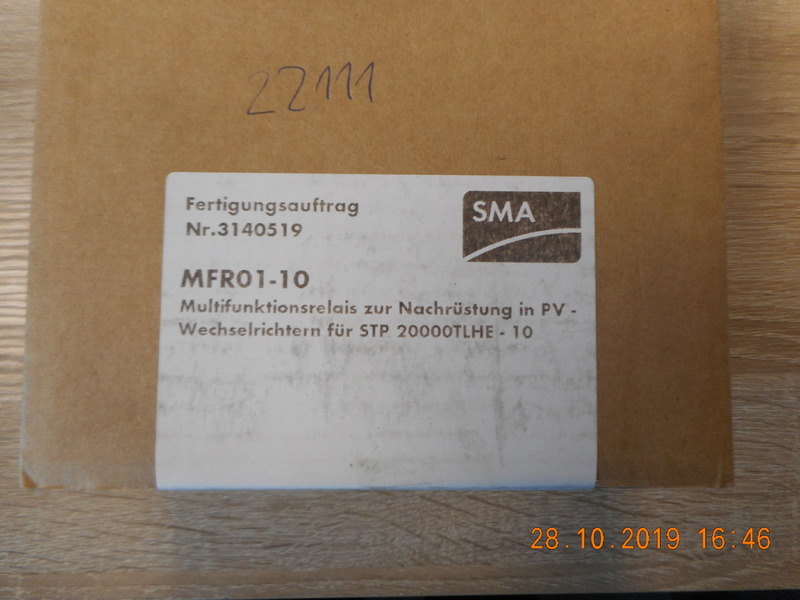 22111
Fertigungsauftrag
Nr.3140519
SMA
MFR01-10
Multifunktionsrelais zur Nachrüstung in PV -
Wechselrichtern für STP 20000TLHE - 10
28.10.2019 16:46